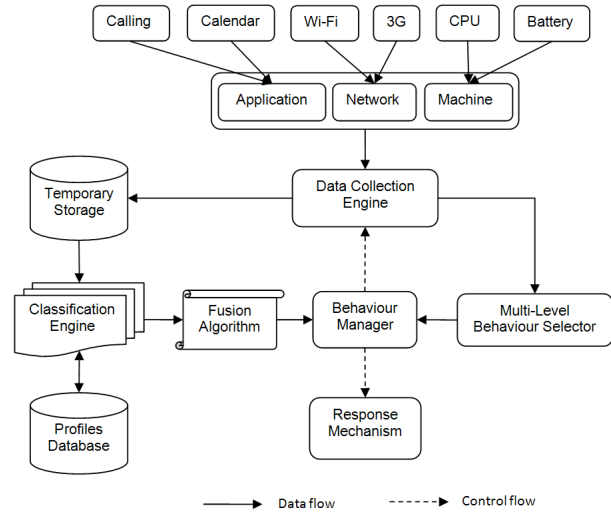 Calling
Calendar
Wi-Fi
3G
CPU
Battery
Application
Network
Machine
Temporary
Storage
Data Collection
Engine
Classification
Engine
Fusion
Algorithm
Behaviour
Manager
Multi-Level
Behaviour Selector
Profiles
Database
Response
Mechanism
Data flow
Control flow